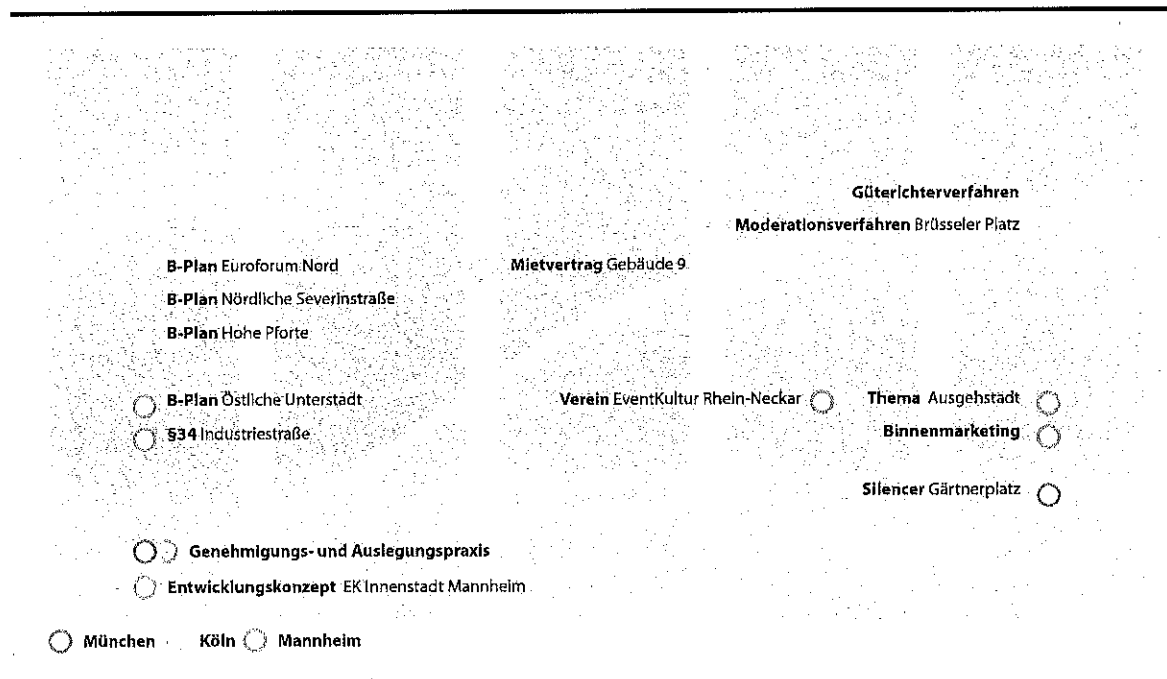 Güterichterverfahren
Moderationsverfahren Brüsseler Platz
B-Plan Euroforum Nord
Mietvertrag Gebäude 9
B-Plan Nördliche Severinstraße
B-Plan Hohe Pforte
B-Plan Östliche Unterstadt
Verein EventKultur Rhein-Neckar
Thema Ausgehstadt
§34 Industriestraße
Binnenmarketing
Silencer Gärtnerplatz
Genehmigungs- und Auslegungspraxis
Entwicklungskonzept EK Innenstadt Mannheim
München Köln Mannheim